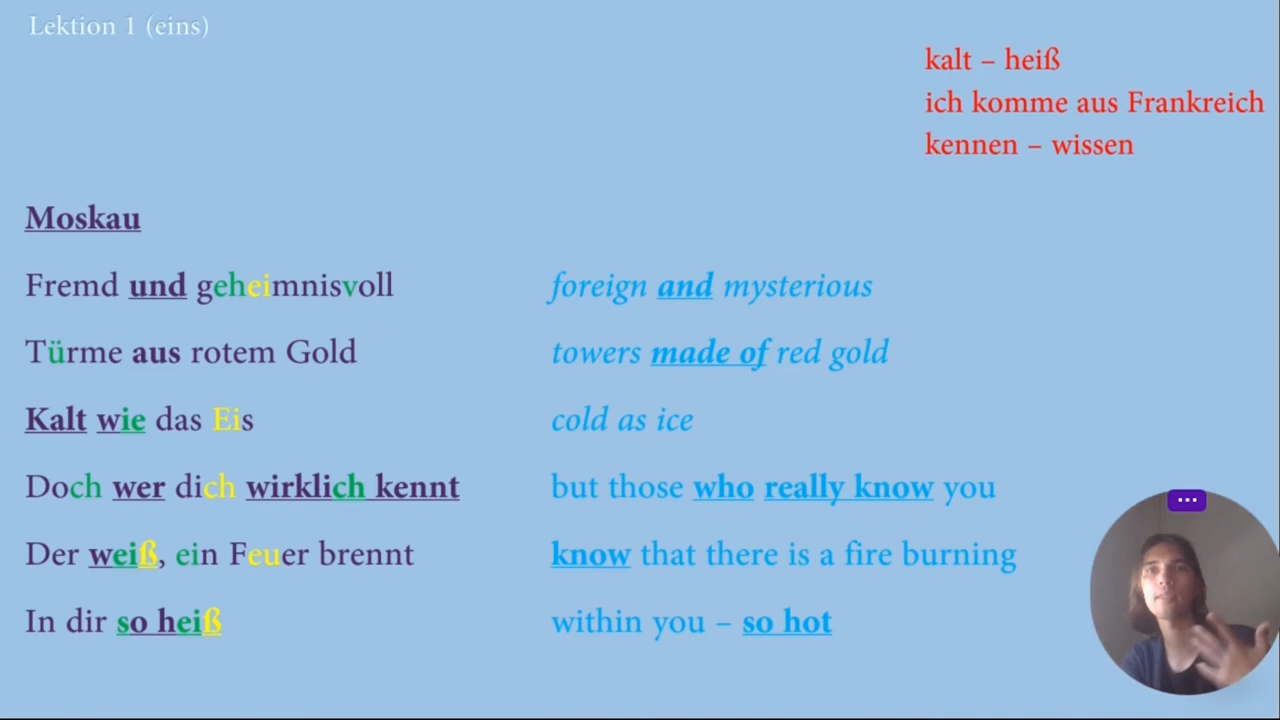 Lektion 1 (eins)
kalt – heiß
ich komme aus Frankreich
kennen – wissen
Moskau
Fremd und geheimnisvoll
foreign and mysterious
Türme aus rotem Gold
towers made of red gold
Kalt wie das Eis
cold as ice
Doch wer dich wirklich kennt
but those who really know you
Der weiß, ein Feuer brennt
know that there is a fire burning
In dir so heiß
within you – so hot